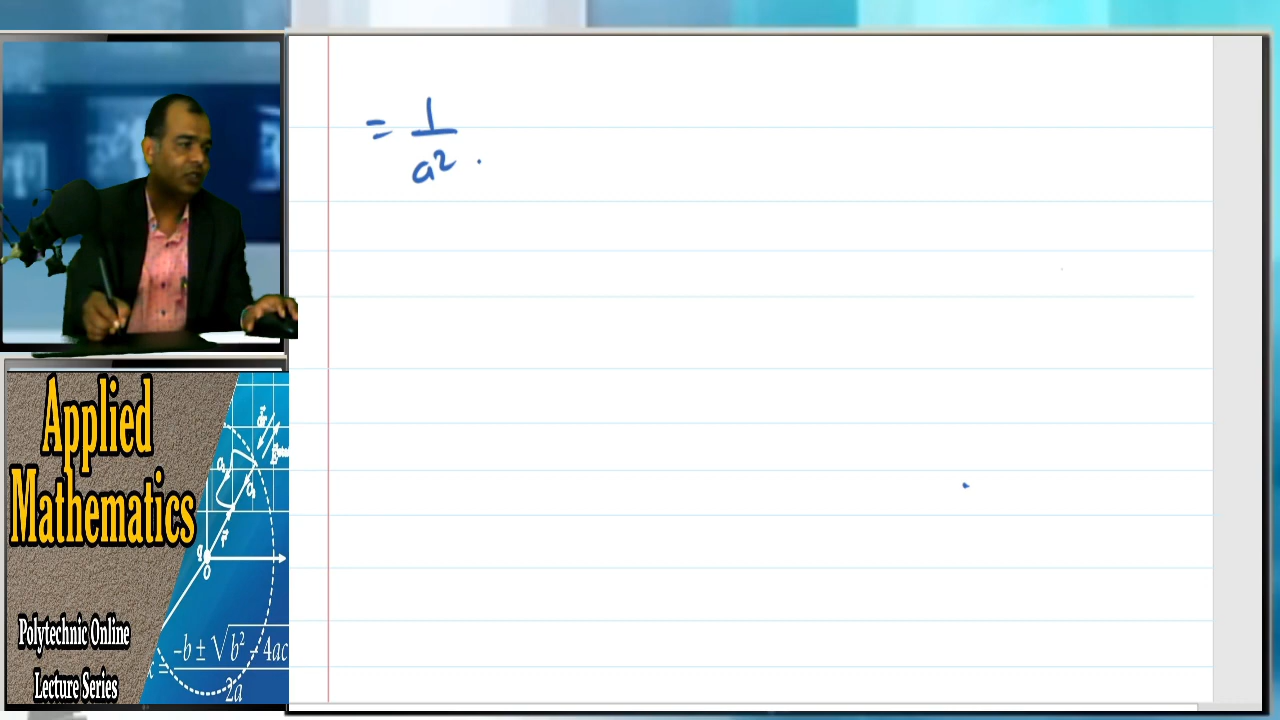 = 1/a² .
Applied
Mathematics
Polytechnic Online
Lecture Series
-b ± √b² - 4ac
2a